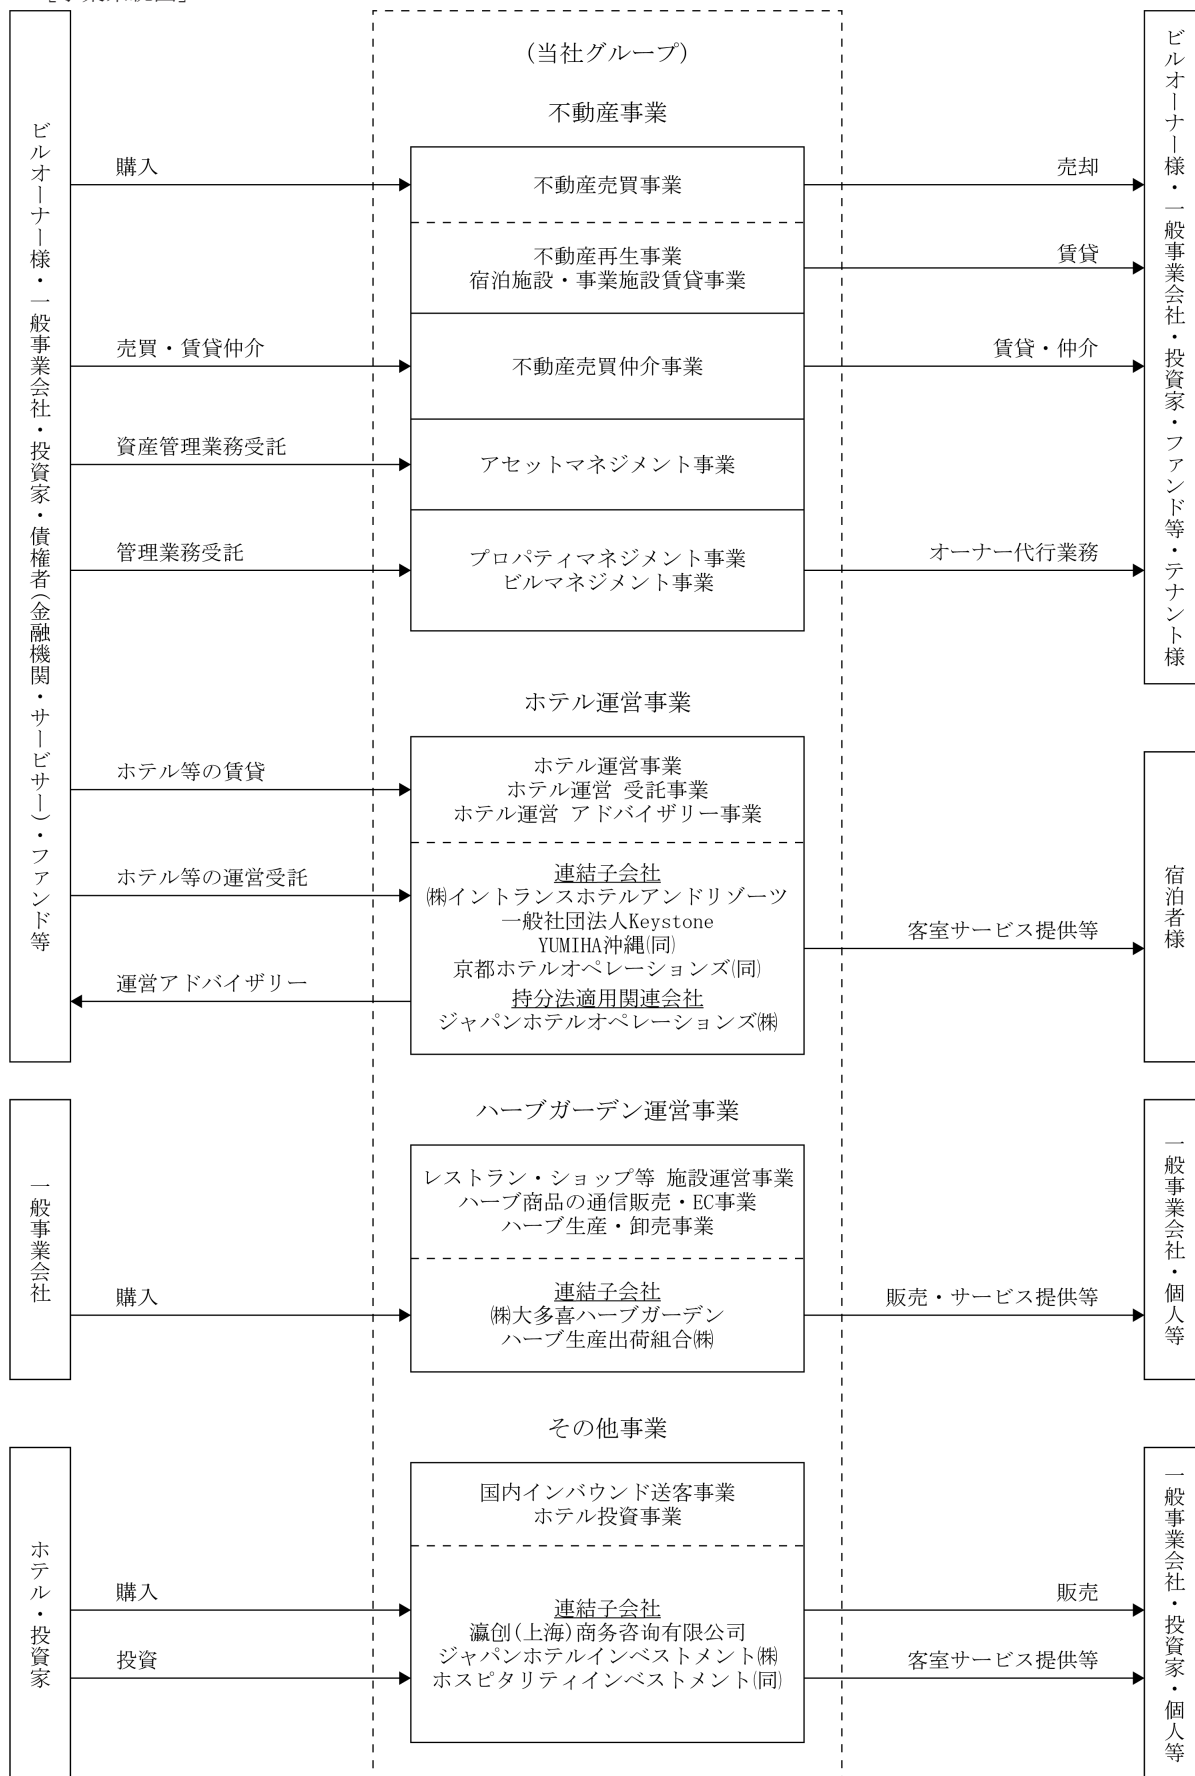 (当社グループ)
不動産事業
ビルオーナー様・一般事業会社・投資家・債権者(金融機関・サービサー)・ファンド等
購入
不動産売買事業
売却
不動産再生事業
宿泊施設・事業施設賃貸事業
賃貸
売買・賃貸仲介
不動産売買仲介事業
賃貸・仲介
資産管理業務受託
アセットマネジメント事業
管理業務受託
プロパティマネジメント事業
ビルマネジメント事業
オーナー代行業務
ビルオーナー様・一般事業会社・投資家・ファンド等・テナント様
ホテル運営事業
ホテル等の賃貸
ホテル運営事業
ホテル運営 受託事業
ホテル運営 アドバイザリー事業
ホテル等の運営受託
連結子会社
㈱イントランスホテルアンドリゾーツ
一般社団法人Keystone
YUMIHA沖縄(同)
京都ホテルオペレーションズ(同)
持分法適用関連会社
ジャパンホテルオペレーションズ㈱
運営アドバイザリー
客室サービス提供等
宿泊者様
ハーブガーデン運営事業
一般事業会社
レストラン・ショップ等 施設運営事業
ハーブ商品の通信販売・EC事業
ハーブ生産・卸売事業
購入
連結子会社
㈱大多喜ハーブガーデン
ハーブ生産出荷組合㈱
販売・サービス提供等
一般事業会社・個人等
その他事業
ホテル・投資家
国内インバウンド送客事業
ホテル投資事業
購入
投資
連結子会社
瀛创(上海)商务咨询有限公司
ジャパンホテルインベストメント㈱
ホスピタリティインベストメント(同)
販売
客室サービス提供等
一般事業会社・投資家・個人等